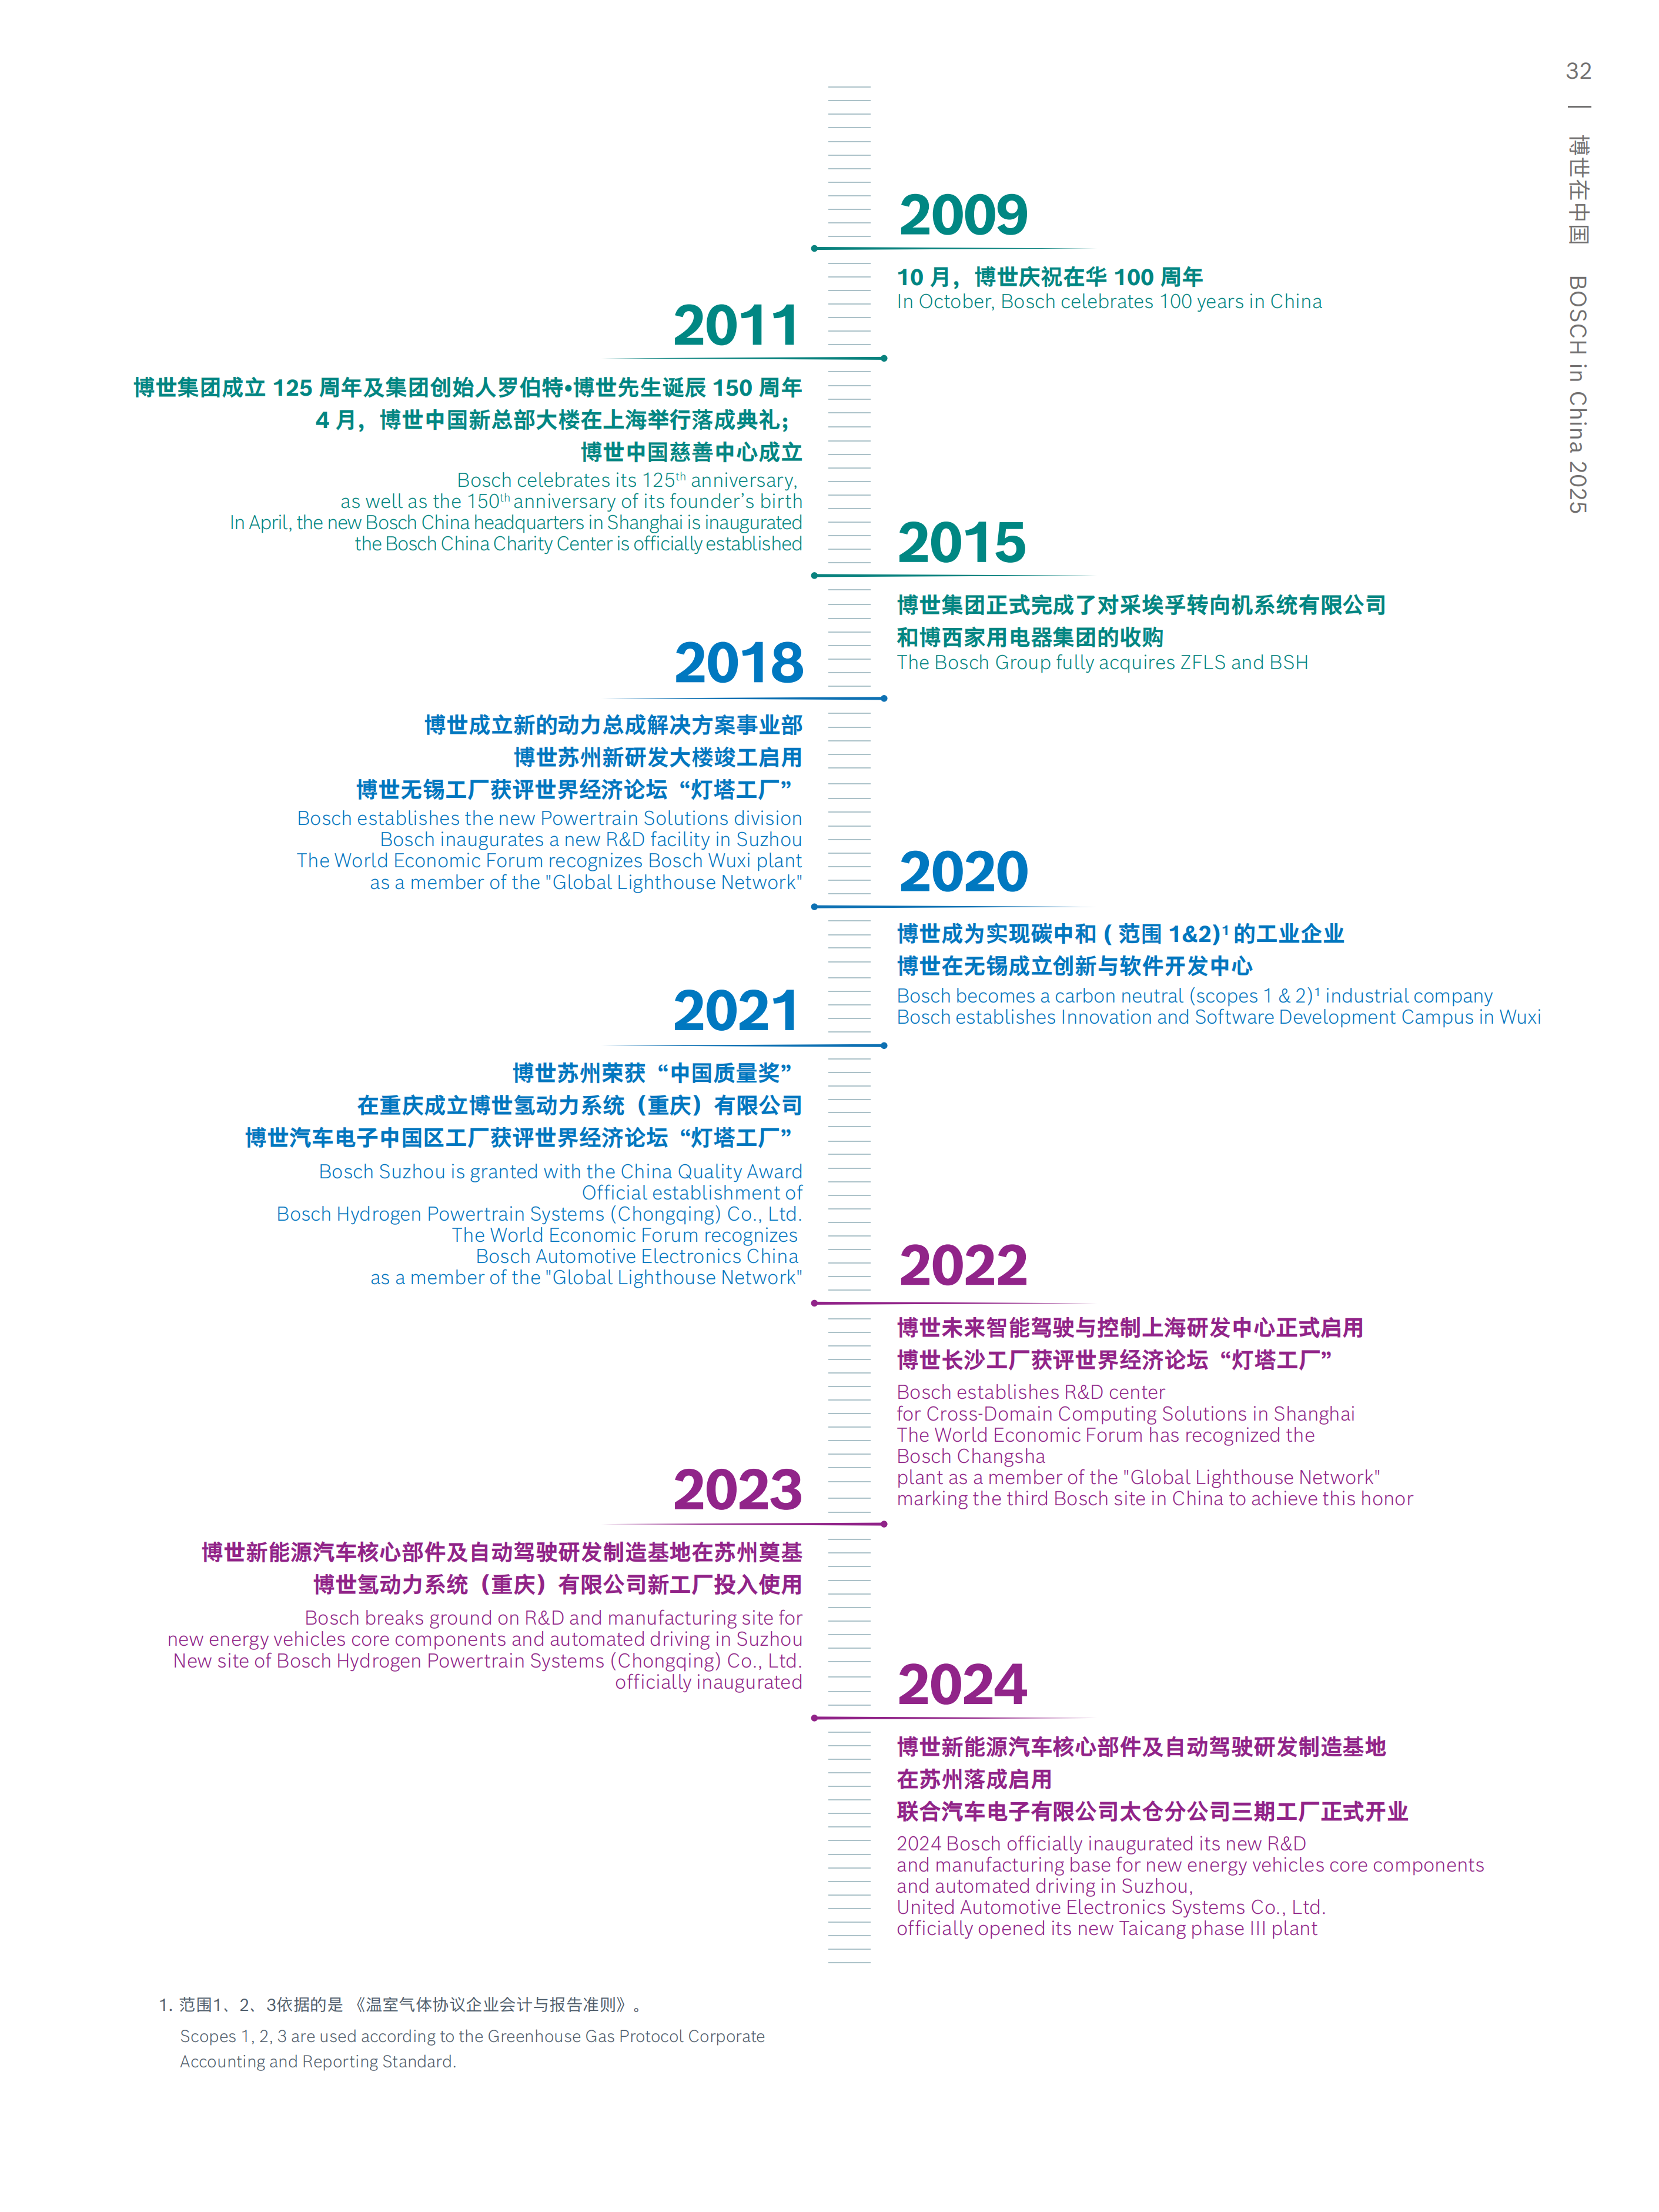 32
博世在中国 BOSCH in China 2025
2009
10 月，博世庆祝在华 100 周年
In October, Bosch celebrates 100 years in China
2011
博世集团成立 125 周年及集团创始人罗伯特•博世先生诞辰 150 周年
4 月，博世中国新总部大楼在上海举行落成典礼；
博世中国慈善中心成立
Bosch celebrates its 125th anniversary,
as well as the 150th anniversary of its founder's birth
In April, the new Bosch China headquarters in Shanghai is inaugurated
the Bosch China Charity Center is officially established
2015
博世集团正式完成了对采埃孚转向机系统有限公司
和博西家用电器集团的收购
The Bosch Group fully acquires ZFLS and BSH
2018
博世成立新的动力总成解决方案事业部
博世苏州新研发大楼竣工启用
博世无锡工厂获评世界经济论坛“灯塔工厂”
Bosch establishes the new Powertrain Solutions division
Bosch inaugurates a new R&D facility in Suzhou
The World Economic Forum recognizes Bosch Wuxi plant
as a member of the "Global Lighthouse Network"
2020
博世成为实现碳中和 ( 范围 1&2)¹ 的工业企业
博世在无锡成立创新与软件开发中心
Bosch becomes a carbon neutral (scopes 1 & 2)¹ industrial company
Bosch establishes Innovation and Software Development Campus in Wuxi
2021
博世苏州荣获“中国质量奖”
在重庆成立博世氢动力系统（重庆）有限公司
博世汽车电子中国区工厂获评世界经济论坛“灯塔工厂”
Bosch Suzhou is granted with the China Quality Award
Official establishment of
Bosch Hydrogen Powertrain Systems (Chongqing) Co., Ltd.
The World Economic Forum recognizes
Bosch Automotive Electronics China
as a member of the "Global Lighthouse Network"
2022
博世未来智能驾驶与控制上海研发中心正式启用
博世长沙工厂获评世界经济论坛“灯塔工厂”
Bosch establishes R&D center
for Cross-Domain Computing Solutions in Shanghai
The World Economic Forum has recognized the
Bosch Changsha
plant as a member of the "Global Lighthouse Network"
marking the third Bosch site in China to achieve this honor
2023
博世新能源汽车核心部件及自动驾驶研发制造基地在苏州奠基
博世氢动力系统（重庆）有限公司新工厂投入使用
Bosch breaks ground on R&D and manufacturing site for
new energy vehicles core components and automated driving in Suzhou
New site of Bosch Hydrogen Powertrain Systems (Chongqing) Co., Ltd.
officially inaugurated
2024
博世新能源汽车核心部件及自动驾驶研发制造基地
在苏州落成启用
联合汽车电子有限公司太仓分公司三期工厂正式开业
2024 Bosch officially inaugurated its new R&D
and manufacturing base for new energy vehicles core components
and automated driving in Suzhou,
United Automotive Electronics Systems Co., Ltd.
officially opened its new Taicang phase III plant
1. 范围1、2、3依据的是 《温室气体协议企业会计与报告准则》。
Scopes 1, 2, 3 are used according to the Greenhouse Gas Protocol Corporate
Accounting and Reporting Standard.